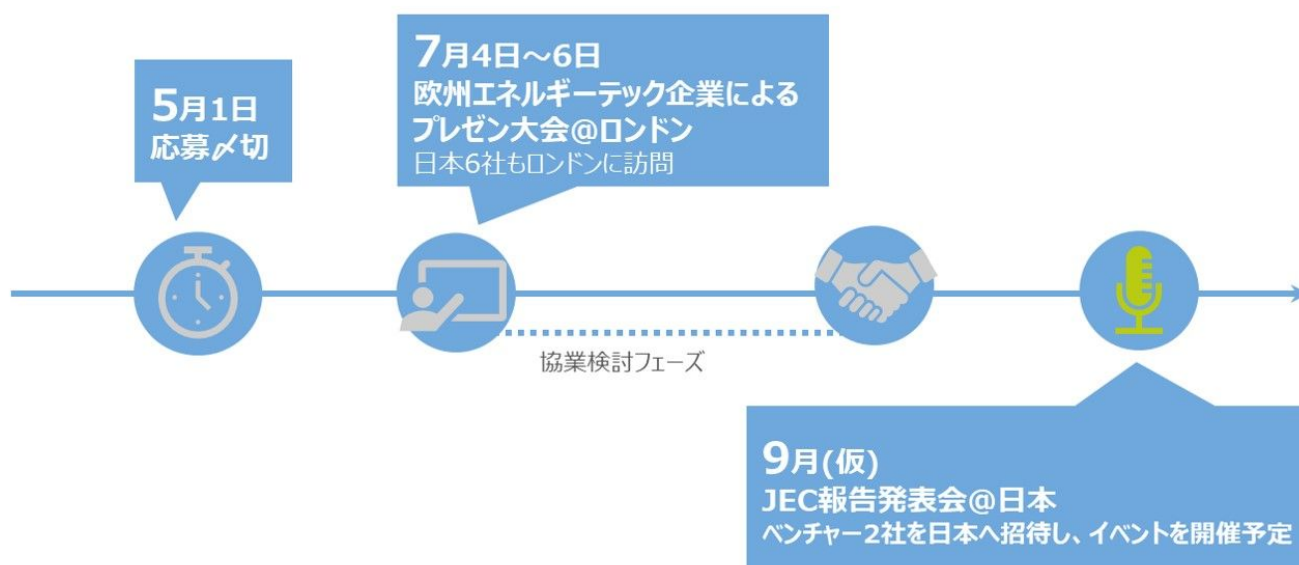 5月1日
応募〆切
7月4日～6日
欧州エネルギーテック企業による
プレゼン大会@ロンドン
日本6社もロンドンに訪問
協業検討フェーズ
9月(仮)
JEC報告発表会@日本
ベンチャー2社を日本へ招待し、イベントを開催予定